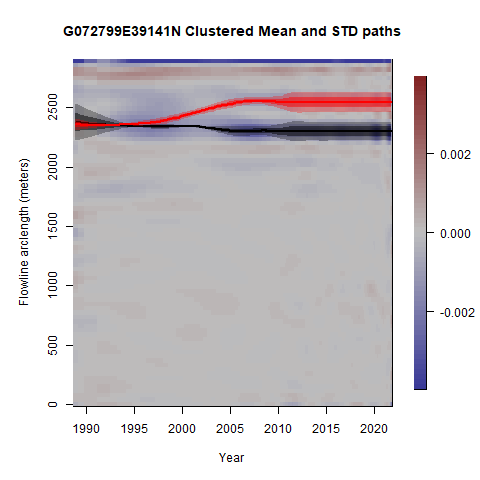 G072799E39141N Clustered Mean and STD paths
Flowline arclength (meters)
2500
2000
1500
1000
500
0
1990 1995 2000 2005 2010 2015 2020
Year
0.002
0.000
-0.002